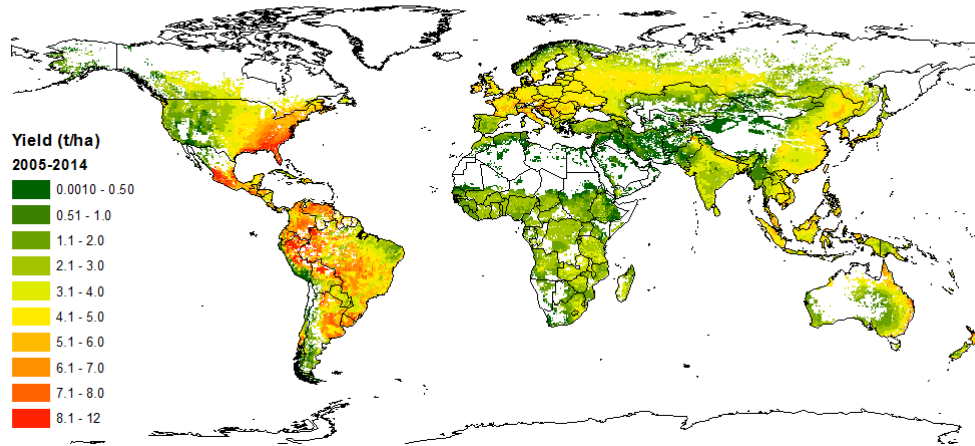 Yield (t/ha)
2005-2014
0.0010 - 0.50
0.51 - 1.0
1.1 - 2.0
2.1 - 3.0
3.1 - 4.0
4.1 - 5.0
5.1 - 6.0
6.1 - 7.0
7.1 - 8.0
8.1 - 12